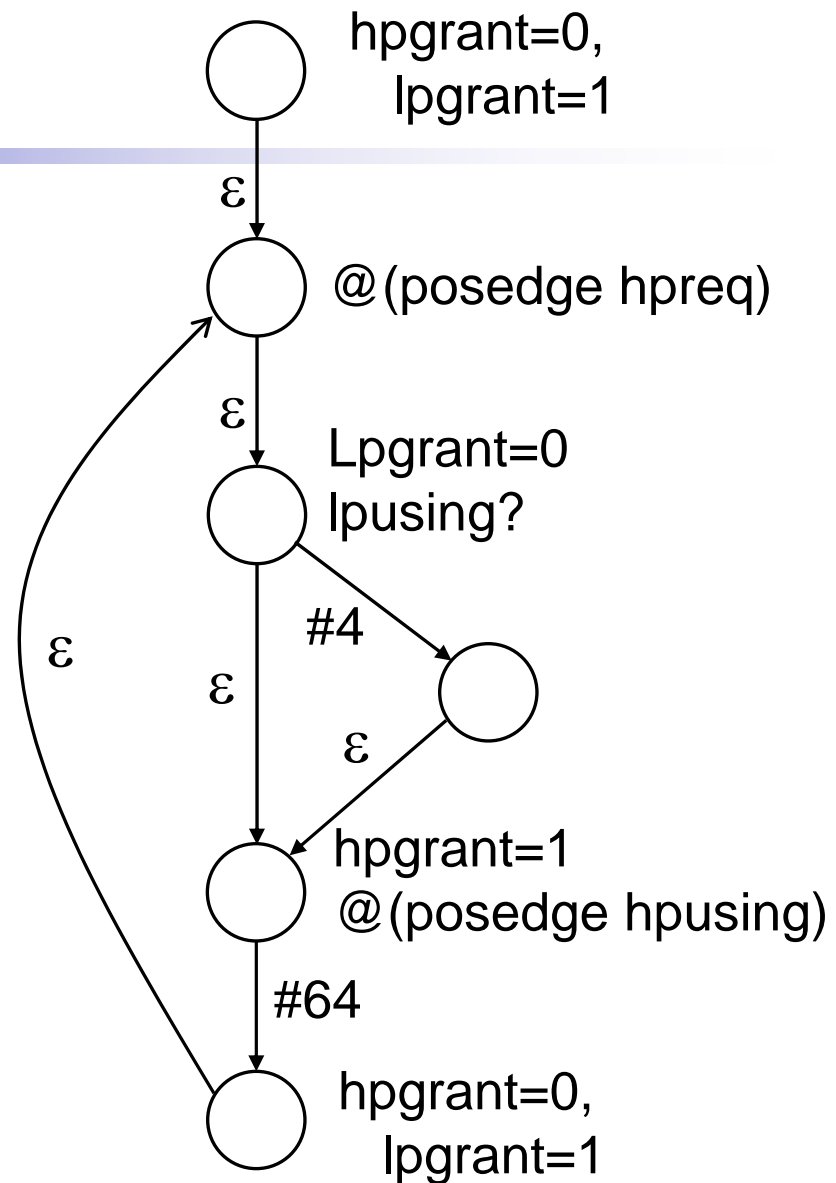 hpgrant=0,
lpgrant=1
ε
@(posedge hpreq)
ε
Lpgrant=0
lpusing?
#4
ε
ε
ε
hpgrant=1
@(posedge hpusing)
#64
hpgrant=0,
lpgrant=1